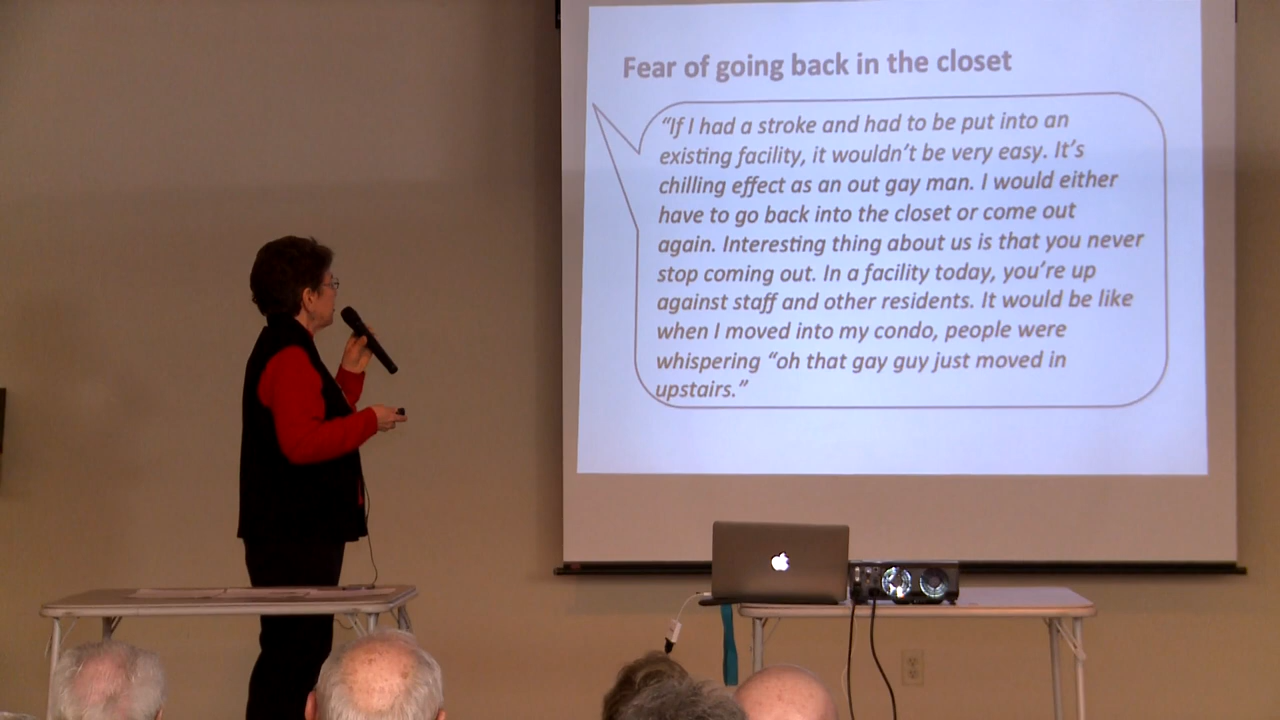 Fear of going back in the closet
“If I had a stroke and had to be put into an
existing facility, it wouldn’t be very easy. It’s
chilling effect as an out gay man. I would either
have to go back into the closet or come out
again. Interesting thing about us is that you never
stop coming out. In a facility today, you’re up
against staff and other residents. It would be like
when I moved into my condo, people were
whispering “oh that gay guy just moved in
upstairs.”